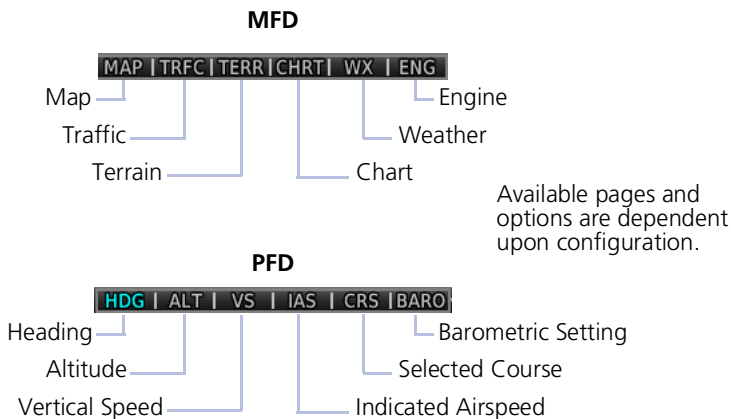 MFD
MAP | TRFC | TERR | CHRT | WX | ENG
Map
Engine
Traffic
Weather
Terrain
Chart
Available pages and
options are dependent
upon configuration.
PFD
HDG | ALT | VS | IAS | CRS | BARO
Heading
Barometric Setting
Altitude
Selected Course
Vertical Speed
Indicated Airspeed